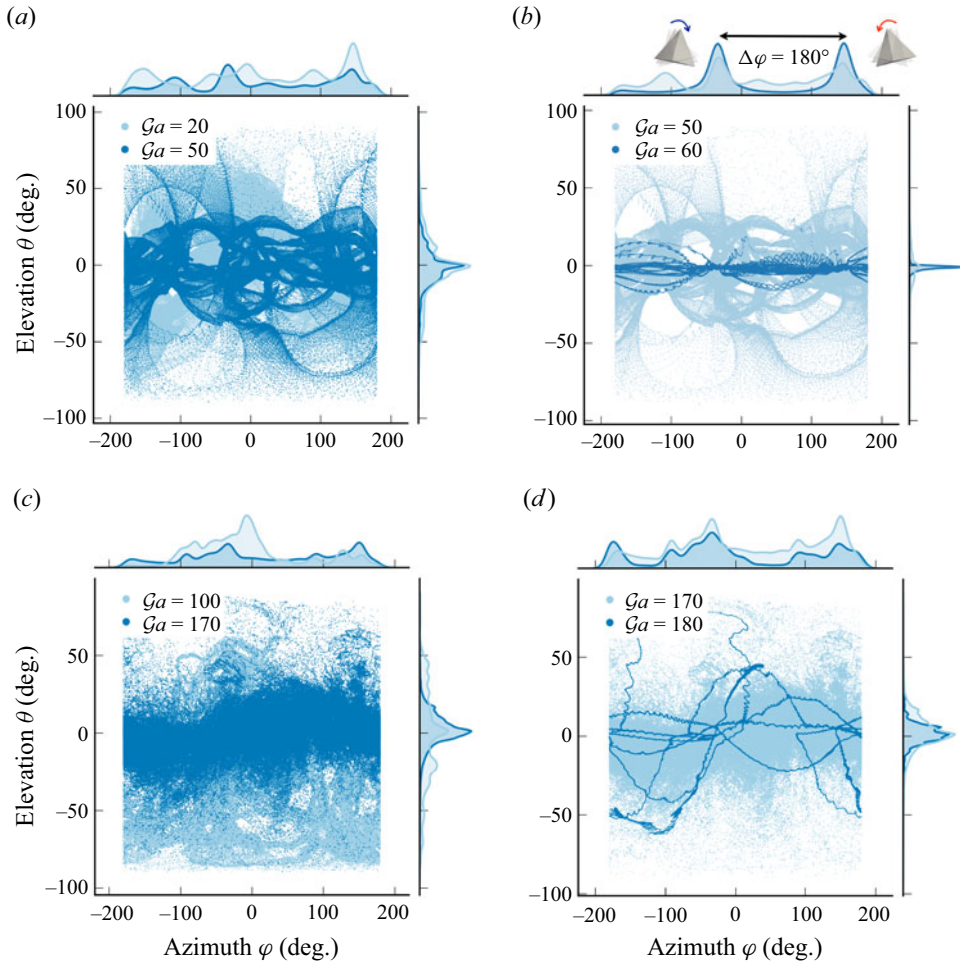 (a)
(b)
Δφ = 180°
100
50
0
–50
–100
Elevation θ (deg.)
Ga = 20
Ga = 50
–200
–100
0
100
200
100
50
0
–50
–100
Ga = 50
Ga = 60
–200
–100
0
100
200
(c)
(d)
50
0
–50
–100
Elevation θ (deg.)
Ga = 100
Ga = 170
–200
–100
0
100
200
Azimuth φ (deg.)
50
0
–50
–100
Ga = 170
Ga = 180
–200
–100
0
100
200
Azimuth φ (deg.)